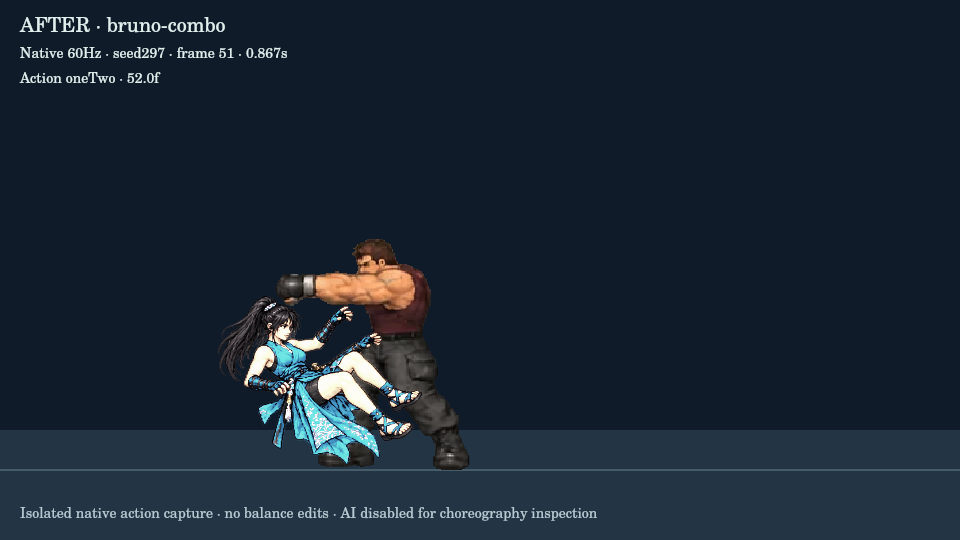 AFTER · bruno-combo
Native 60Hz · seed297 · frame 51 · 0.867s
Action oneTwo · 52.0f
Isolated native action capture · no balance edits · AI disabled for choreography inspection